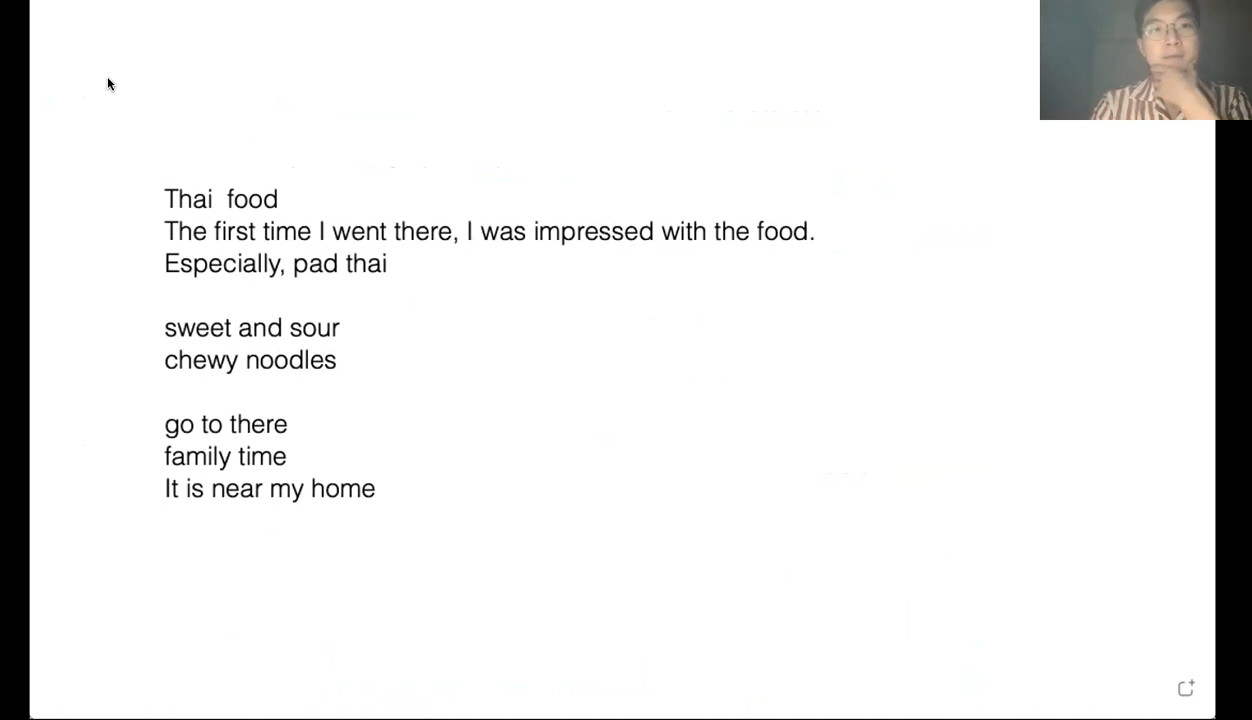 Thai  food
The first time I went there, I was impressed with the food.
Especially, pad thai
sweet and sour
chewy noodles
go to there
family time
It is near my home